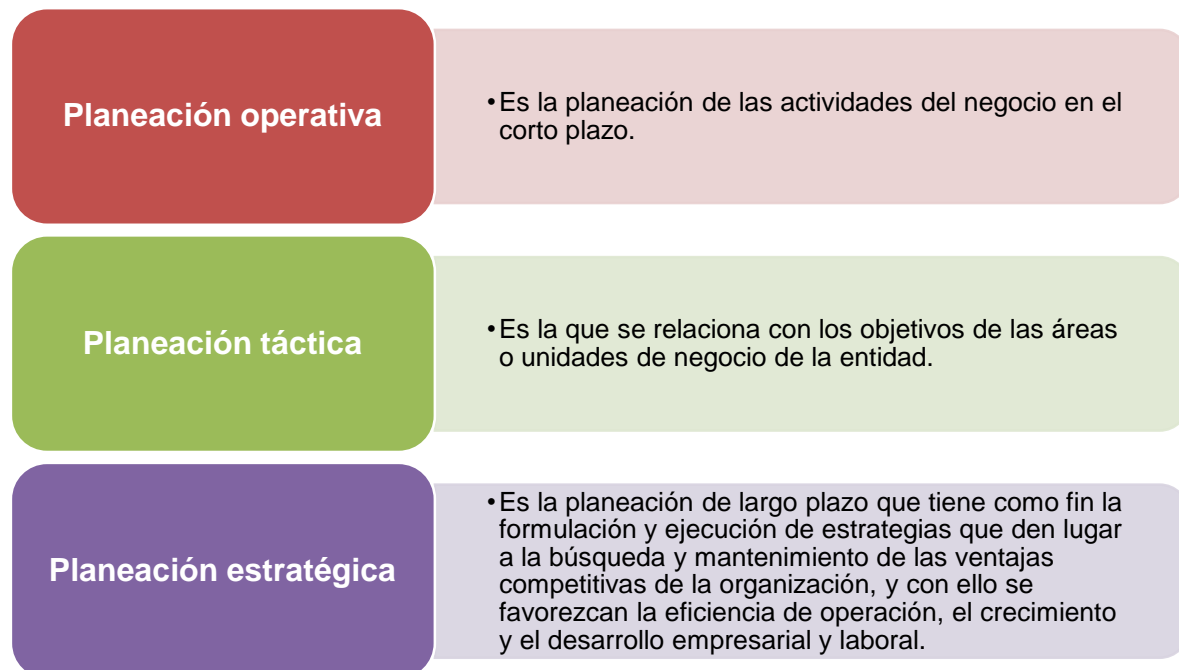 Planeación operativa
•Es la planeación de las actividades del negocio en el
corto plazo.
Planeación táctica
•Es la que se relaciona con los objetivos de las áreas
o unidades de negocio de la entidad.
Planeación estratégica
•Es la planeación de largo plazo que tiene como fin la
formulación y ejecución de estrategias que den lugar
a la búsqueda y mantenimiento de las ventajas
competitivas de la organización, y con ello se
favorezcan la eficiencia de operación, el crecimiento
y el desarrollo empresarial y laboral.